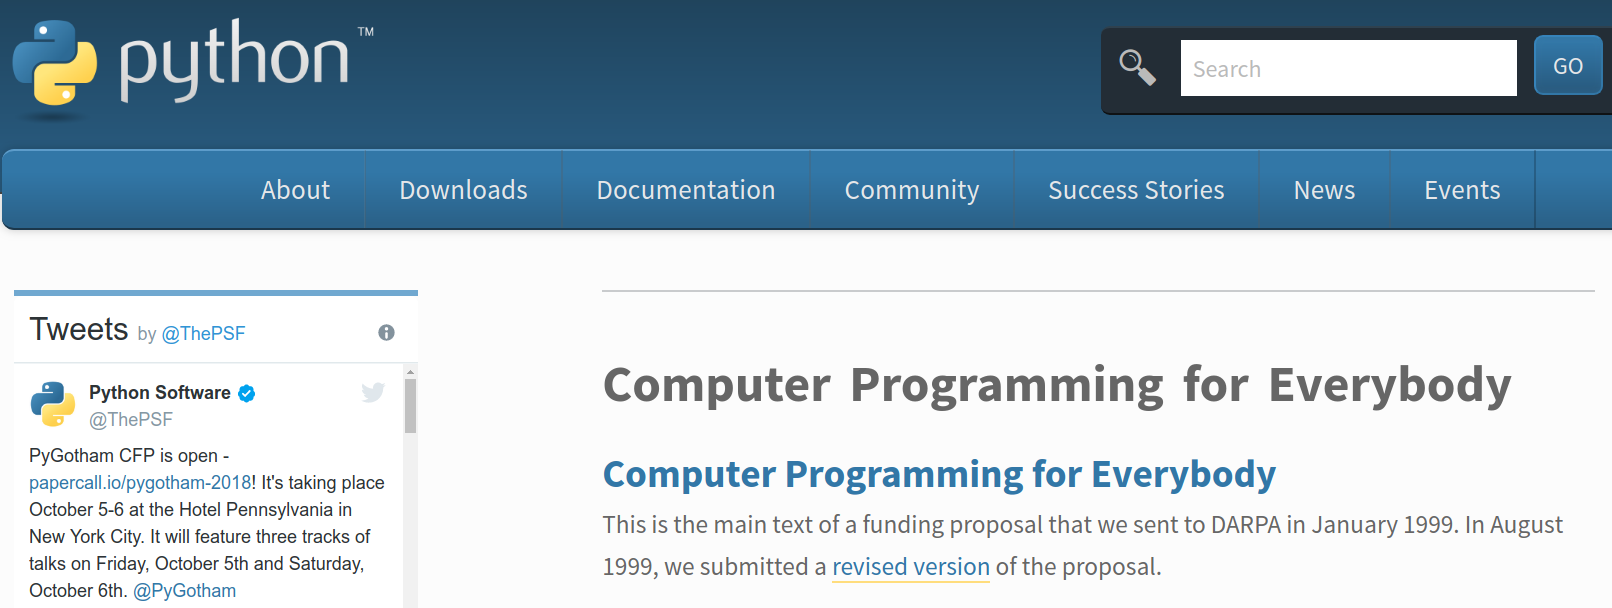 python™
Search
GO
About
Downloads
Documentation
Community
Success Stories
News
Events
Tweets by @ThePSF
Python Software
@ThePSF
PyGotham CFP is open -
papercall.io/pygotham-2018! It's taking place
October 5-6 at the Hotel Pennsylvania in
New York City. It will feature three tracks of
talks on Friday, October 5th and Saturday,
October 6th. @PyGotham
Computer Programming for Everybody
Computer Programming for Everybody
This is the main text of a funding proposal that we sent to DARPA in January 1999. In August
1999, we submitted a revised version of the proposal.